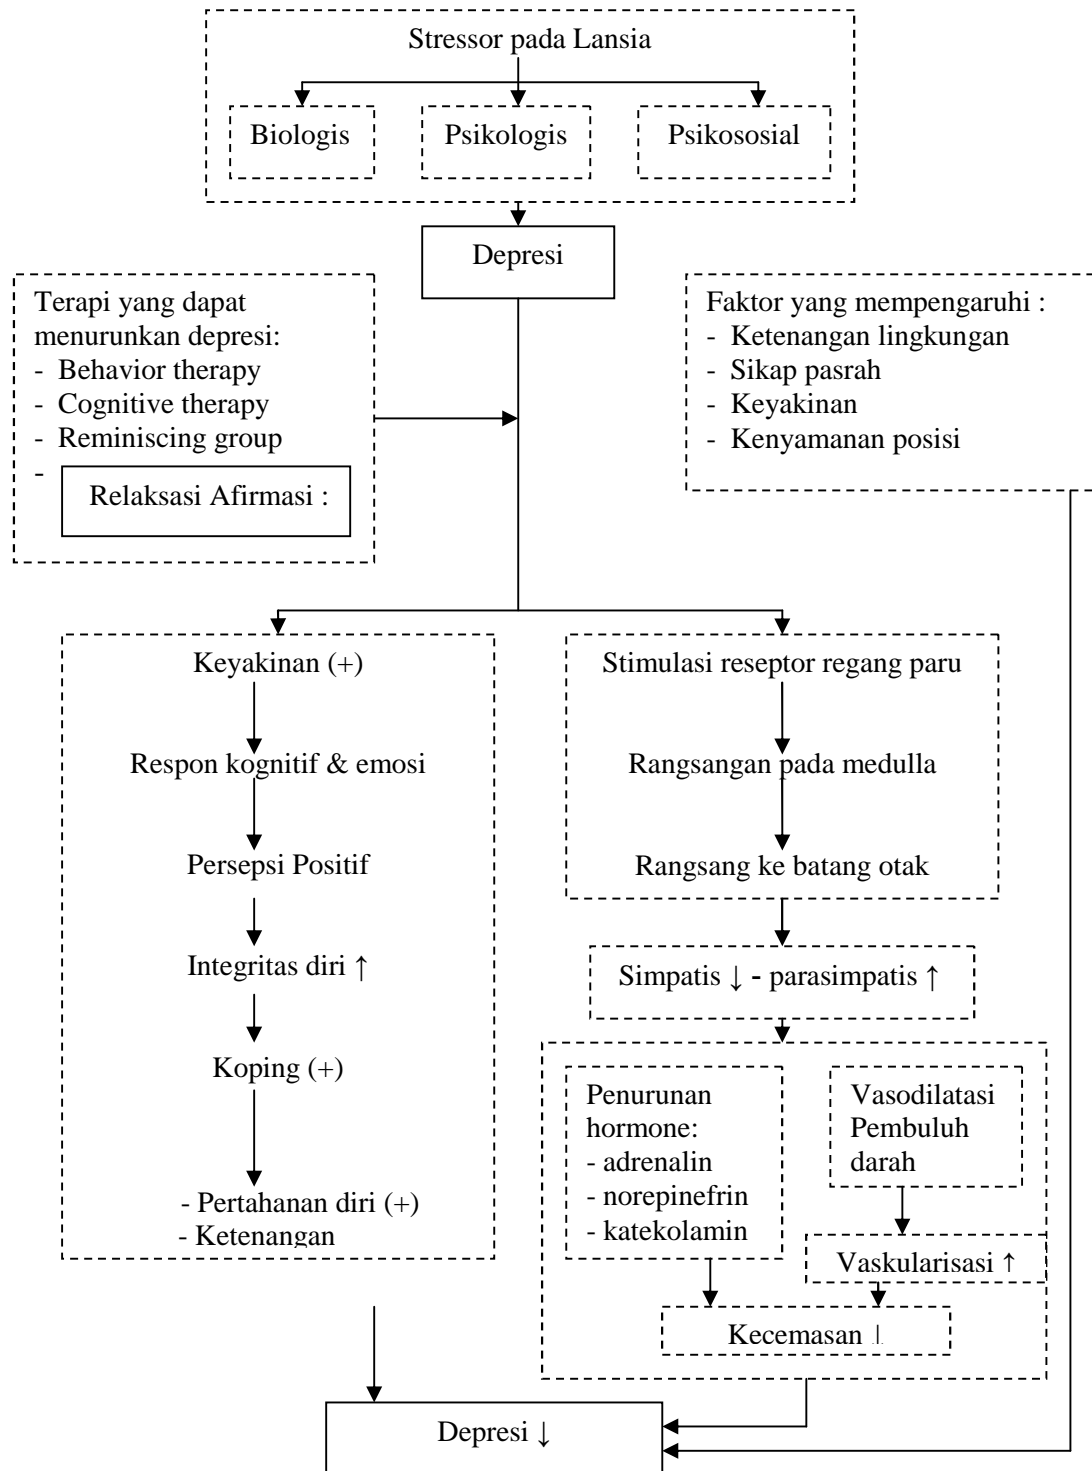 Stressor pada Lansia
Biologis
Psikologis
Psikososial
Depresi
Terapi yang dapat
menurunkan depresi:
- Behavior therapy
- Cognitive therapy
- Reminiscing group
-
Relaksasi Afirmasi :
Faktor yang mempengaruhi :
- Ketenangan lingkungan
- Sikap pasrah
- Keyakinan
- Kenyamanan posisi
Keyakinan (+)
Respon kognitif & emosi
Persepsi Positif
Integritas diri ↑
Koping (+)
- Pertahanan diri (+)
- Ketenangan
Stimulasi reseptor regang paru
Rangsangan pada medulla
Rangsang ke batang otak
Simpatis ↓ - parasimpatis ↑
Penurunan
hormone:
- adrenalin
- norepinefrin
- katekolamin
Vasodilatasi
Pembuluh
darah
Vaskularisasi ↑
Kecemasan ↓
Depresi ↓